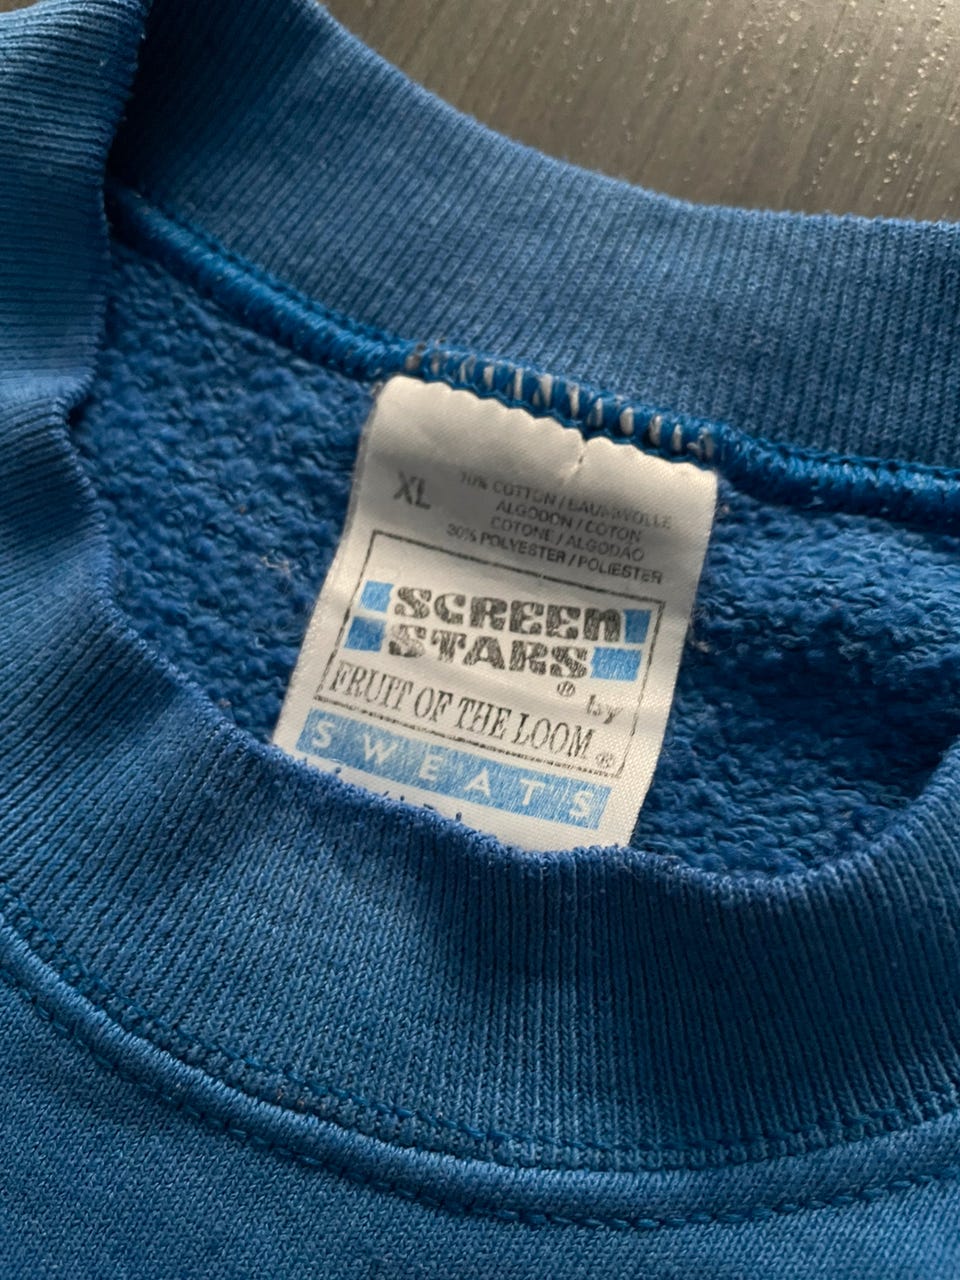 XL
70% COTTON / BAUMWOLLE
ALGODON / COTON
COTONE / ALGODÃO
30% POLYESTER / POLIESTER
SCREEN
STARS®
by
FRUIT OF THE LOOM®
SWEATS